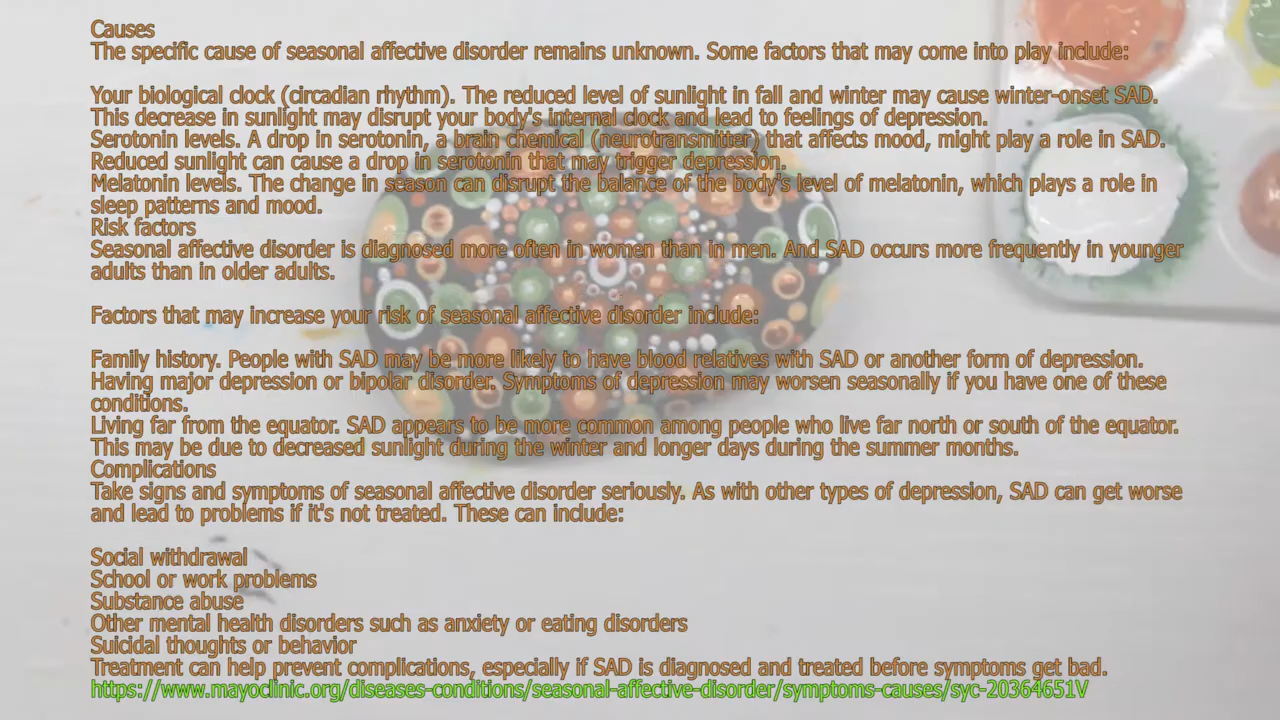 Causes
The specific cause of seasonal affective disorder remains unknown. Some factors that may come into play include:
Your biological clock (circadian rhythm). The reduced level of sunlight in fall and winter may cause winter-onset SAD.
This decrease in sunlight may disrupt your body's internal clock and lead to feelings of depression.
Serotonin levels. A drop in serotonin, a brain chemical (neurotransmitter) that affects mood, might play a role in SAD.
Reduced sunlight can cause a drop in serotonin that may trigger depression.
Melatonin levels. The change in season can disrupt the balance of the body's level of melatonin, which plays a role in
sleep patterns and mood.
Risk factors
Seasonal affective disorder is diagnosed more often in women than in men. And SAD occurs more frequently in younger
adults than in older adults.
Factors that may increase your risk of seasonal affective disorder include:
Family history. People with SAD may be more likely to have blood relatives with SAD or another form of depression.
Having major depression or bipolar disorder. Symptoms of depression may worsen seasonally if you have one of these
conditions.
Living far from the equator. SAD appears to be more common among people who live far north or south of the equator.
This may be due to decreased sunlight during the winter and longer days during the summer months.
Complications
Take signs and symptoms of seasonal affective disorder seriously. As with other types of depression, SAD can get worse
and lead to problems if it's not treated. These can include:
Social withdrawal
School or work problems
Substance abuse
Other mental health disorders such as anxiety or eating disorders
Suicidal thoughts or behavior
Treatment can help prevent complications, especially if SAD is diagnosed and treated before symptoms get bad.
https://www.mayoclinic.org/diseases-conditions/seasonal-affective-disorder/symptoms-causes/syc-20364651V